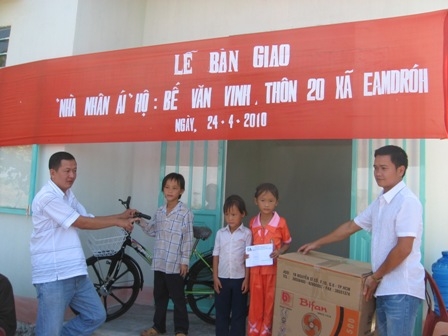 LỄ BÀN GIAO
"NHÀ NHÂN ÁI" HỘ : BẾ VĂN VINH, THÔN 20 XÃ EAMDRÓH
NGÀY, 24 - 4 - 2010
Bifan